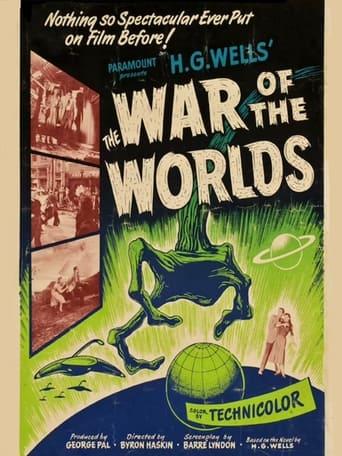 Nothing so Spectacular Ever Put
on Film Before!
PARAMOUNT
presents
H.G. WELLS'
THE WAR OF
THE
WORLDS
COLOR
BY TECHNICOLOR
Produced by
GEORGE PAL
Directed by
BYRON HASKIN
Screenplay by
BARRÉ LYNDON
Based on the Novel by
H.G. WELLS